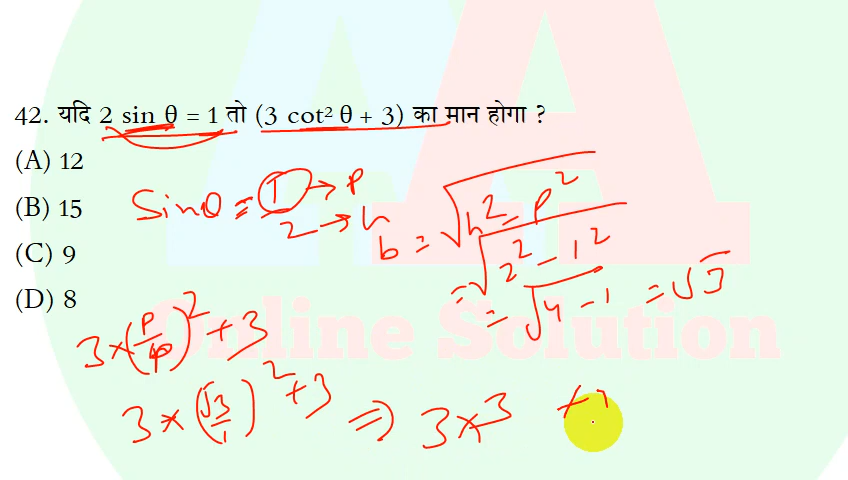 42. यदि 2 sin θ = 1 तो (3 cot² θ + 3) का मान होगा ?
(A) 12
(B) 15
(C) 9
(D) 8
Sinθ = 1 → P
2 → h
b = √h² - p²
= √2² - 1²
= √4 - 1 = √3
3 × (P/P)² + 3
3 × (√3/1)² + 3 ⇒ 3 × 3 +
Online Solution